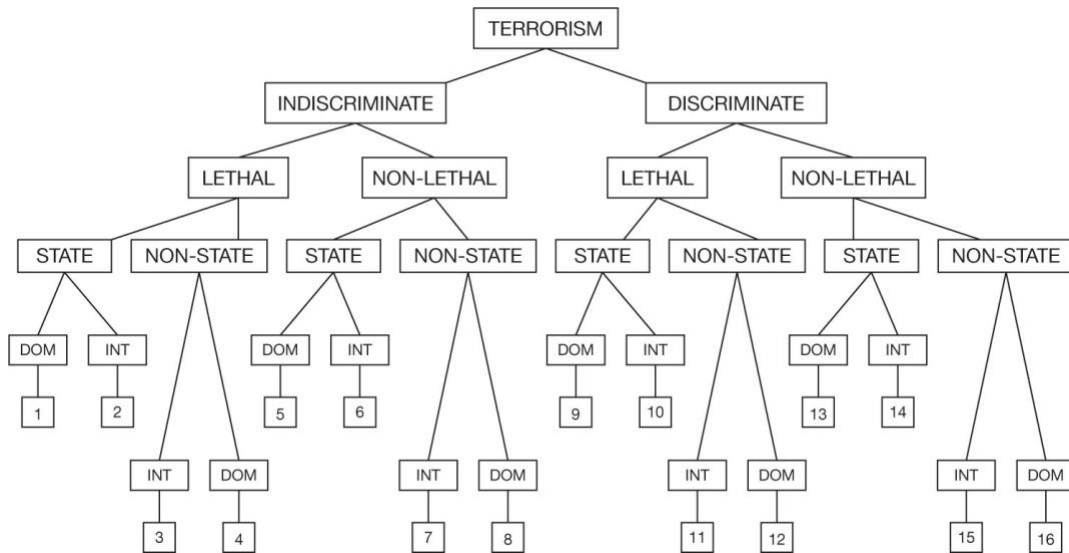 TERRORISM
INDISCRIMINATE
DISCRIMINATE
LETHAL
NON-LETHAL
LETHAL
NON-LETHAL
STATE
NON-STATE
STATE
NON-STATE
STATE
NON-STATE
STATE
NON-STATE
DOM
INT
DOM
INT
DOM
INT
DOM
INT
1
2
5
6
9
10
13
14
INT
DOM
INT
DOM
INT
DOM
INT
DOM
3
4
7
8
11
12
15
16